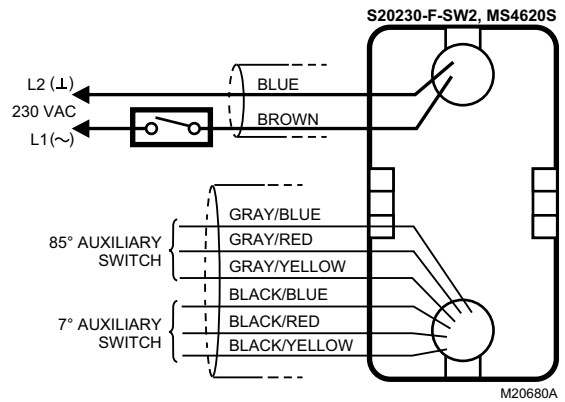 S20230-F-SW2, MS4620S
L2 (⊥)
BLUE
230 VAC
BROWN
L1(~)
GRAY/BLUE
85° AUXILIARY
SWITCH
GRAY/RED
GRAY/YELLOW
BLACK/BLUE
7° AUXILIARY
SWITCH
BLACK/RED
BLACK/YELLOW
M20680A